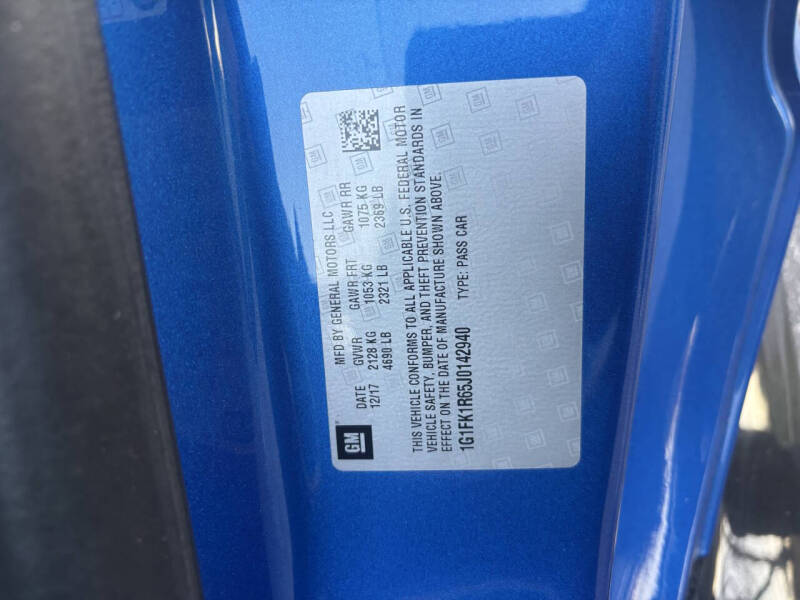 GM
MFD BY GENERAL MOTORS LLC
DATE GVWR GAWR FRT GAWR RR
12/17 2128 KG 1053 KG 1075 KG
4690 LB 2321 LB 2369 LB
THIS VEHICLE CONFORMS TO ALL APPLICABLE U.S. FEDERAL MOTOR
VEHICLE SAFETY, BUMPER, AND THEFT PREVENTION STANDARDS IN
EFFECT ON THE DATE OF MANUFACTURE SHOWN ABOVE.
1G1FK1R65J0142940 TYPE: PASS CAR